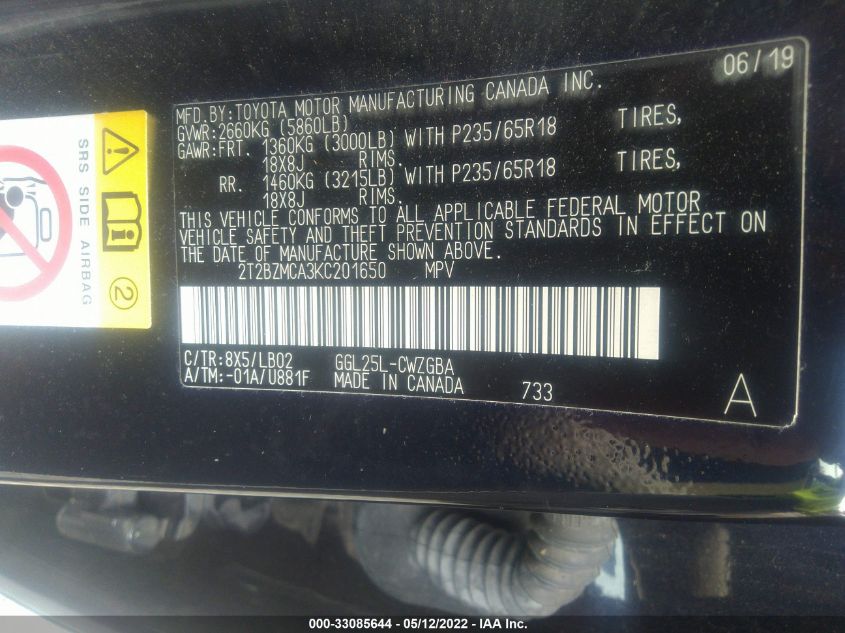 06/19
MFD.BY:TOYOTA MOTOR MANUFACTURING CANADA INC.
GVWR:2660KG (5860LB)
GAWR:FRT. 1360KG (3000LB) WITH P235/65R18 TIRES,
18X8J RIMS.
RR. 1460KG (3215LB) WITH P235/65R18 TIRES,
18X8J RIMS.
THIS VEHICLE CONFORMS TO ALL APPLICABLE FEDERAL MOTOR
VEHICLE SAFETY AND THEFT PREVENTION STANDARDS IN EFFECT ON
THE DATE OF MANUFACTURE SHOWN ABOVE.
2T2BZMCA3KC201650 MPV
C/TR:8X5/LB02 GGL25L-CWZGBA
A/TM:-01A/U881F MADE IN CANADA 733
A
SRS SIDE AIRBAG
2
000-33085644 - 05/12/2022 - IAA Inc.